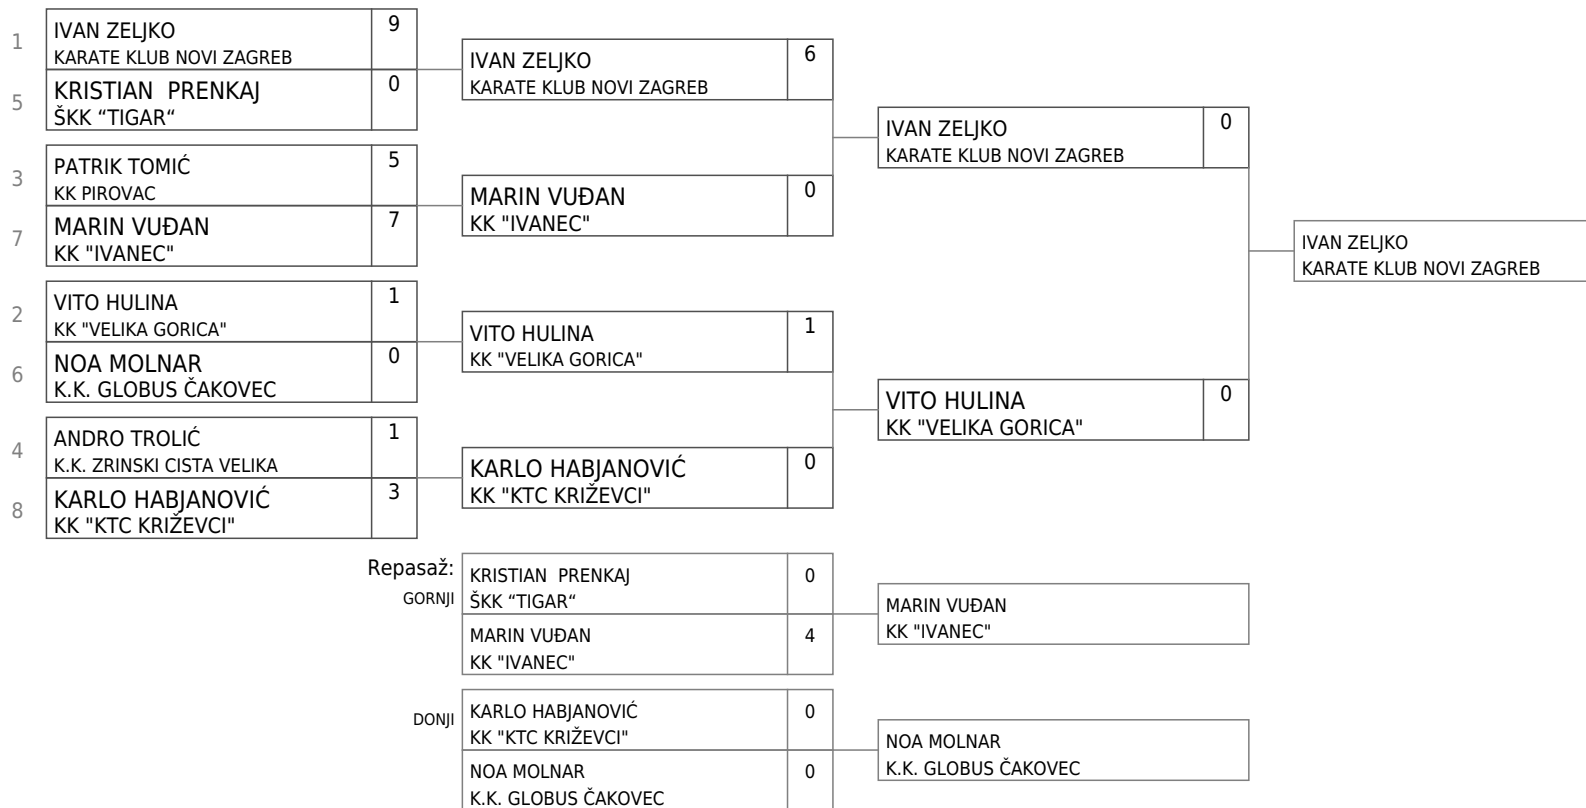 1
IVAN ZELJKO
KARATE KLUB NOVI ZAGREB
9
5
KRISTIAN  PRENKAJ
ŠKK “TIGAR“
0
3
PATRIK TOMIĆ
KK PIROVAC
5
7
MARIN VUĐAN
KK "IVANEC"
7
2
VITO HULINA
KK "VELIKA GORICA"
1
6
NOA MOLNAR
K.K. GLOBUS ČAKOVEC
0
4
ANDRO TROLIĆ
K.K. ZRINSKI CISTA VELIKA
1
8
KARLO HABJANOVIĆ
KK "KTC KRIŽEVCI"
3
IVAN ZELJKO
KARATE KLUB NOVI ZAGREB
6
MARIN VUĐAN
KK "IVANEC"
0
VITO HULINA
KK "VELIKA GORICA"
1
KARLO HABJANOVIĆ
KK "KTC KRIŽEVCI"
0
IVAN ZELJKO
KARATE KLUB NOVI ZAGREB
0
VITO HULINA
KK "VELIKA GORICA"
0
IVAN ZELJKO
KARATE KLUB NOVI ZAGREB
Repasaž:
GORNJI
KRISTIAN  PRENKAJ
ŠKK “TIGAR“
0
MARIN VUĐAN
KK "IVANEC"
4
MARIN VUĐAN
KK "IVANEC"
DONJI
KARLO HABJANOVIĆ
KK "KTC KRIŽEVCI"
0
NOA MOLNAR
K.K. GLOBUS ČAKOVEC
0
NOA MOLNAR
K.K. GLOBUS ČAKOVEC